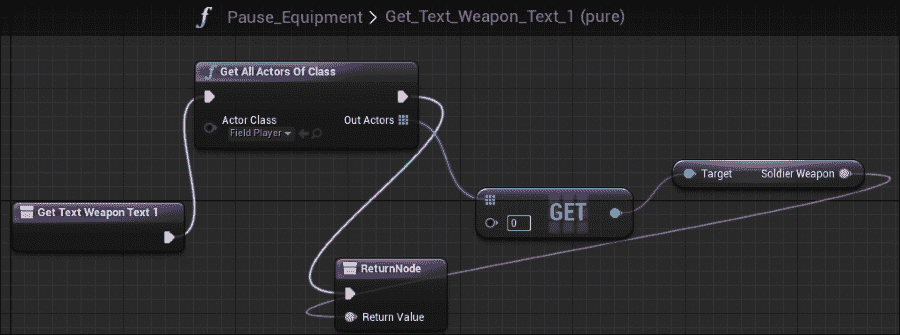 f Pause_Equipment > Get_Text_Weapon_Text_1 (pure)
f Get All Actors Of Class
Actor Class
Out Actors
Field Player
Target
Soldier Weapon
Get Text Weapon Text 1
0
GET
ReturnNode
Return Value